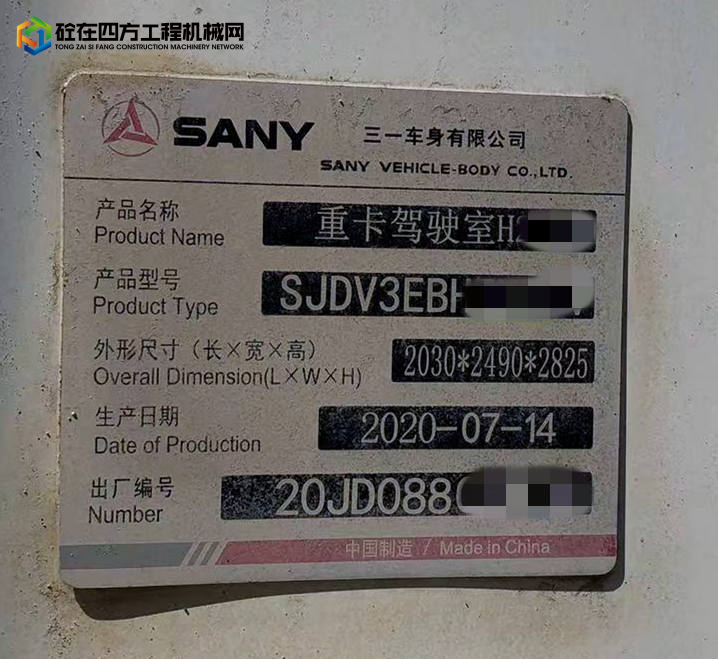 砼在四方工程机械网
TONG ZAI SI FANG CONSTRUCTION MACHINERY NETWORK
SANY 三一车身有限公司
SANY VEHICLE-BODY CO.,LTD.
产品名称 重卡驾驶室H
Product Name
产品型号 SJDV3EBH
Product Type
外形尺寸（长×宽×高） 2030*2490*2825
Overall Dimension(L×W×H)
生产日期 2020-07-14
Date of Production
出厂编号 20JD088
Number
中国制造 / Made in China